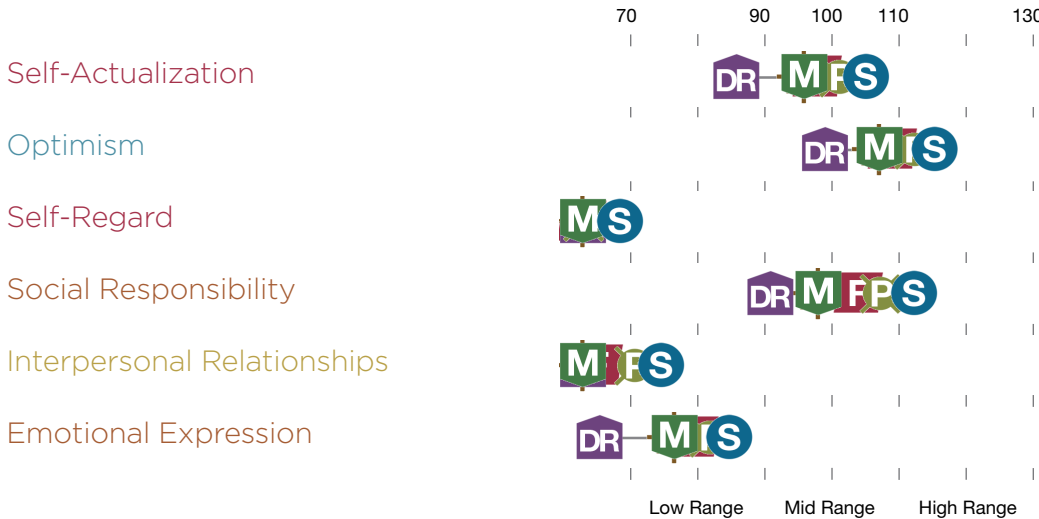 70 90 100 110 130
Self-Actualization DR M P S
Optimism DR M S
Self-Regard M S
Social Responsibility DR M F P S
Interpersonal Relationships M P S
Emotional Expression DR M S
Low Range Mid Range High Range